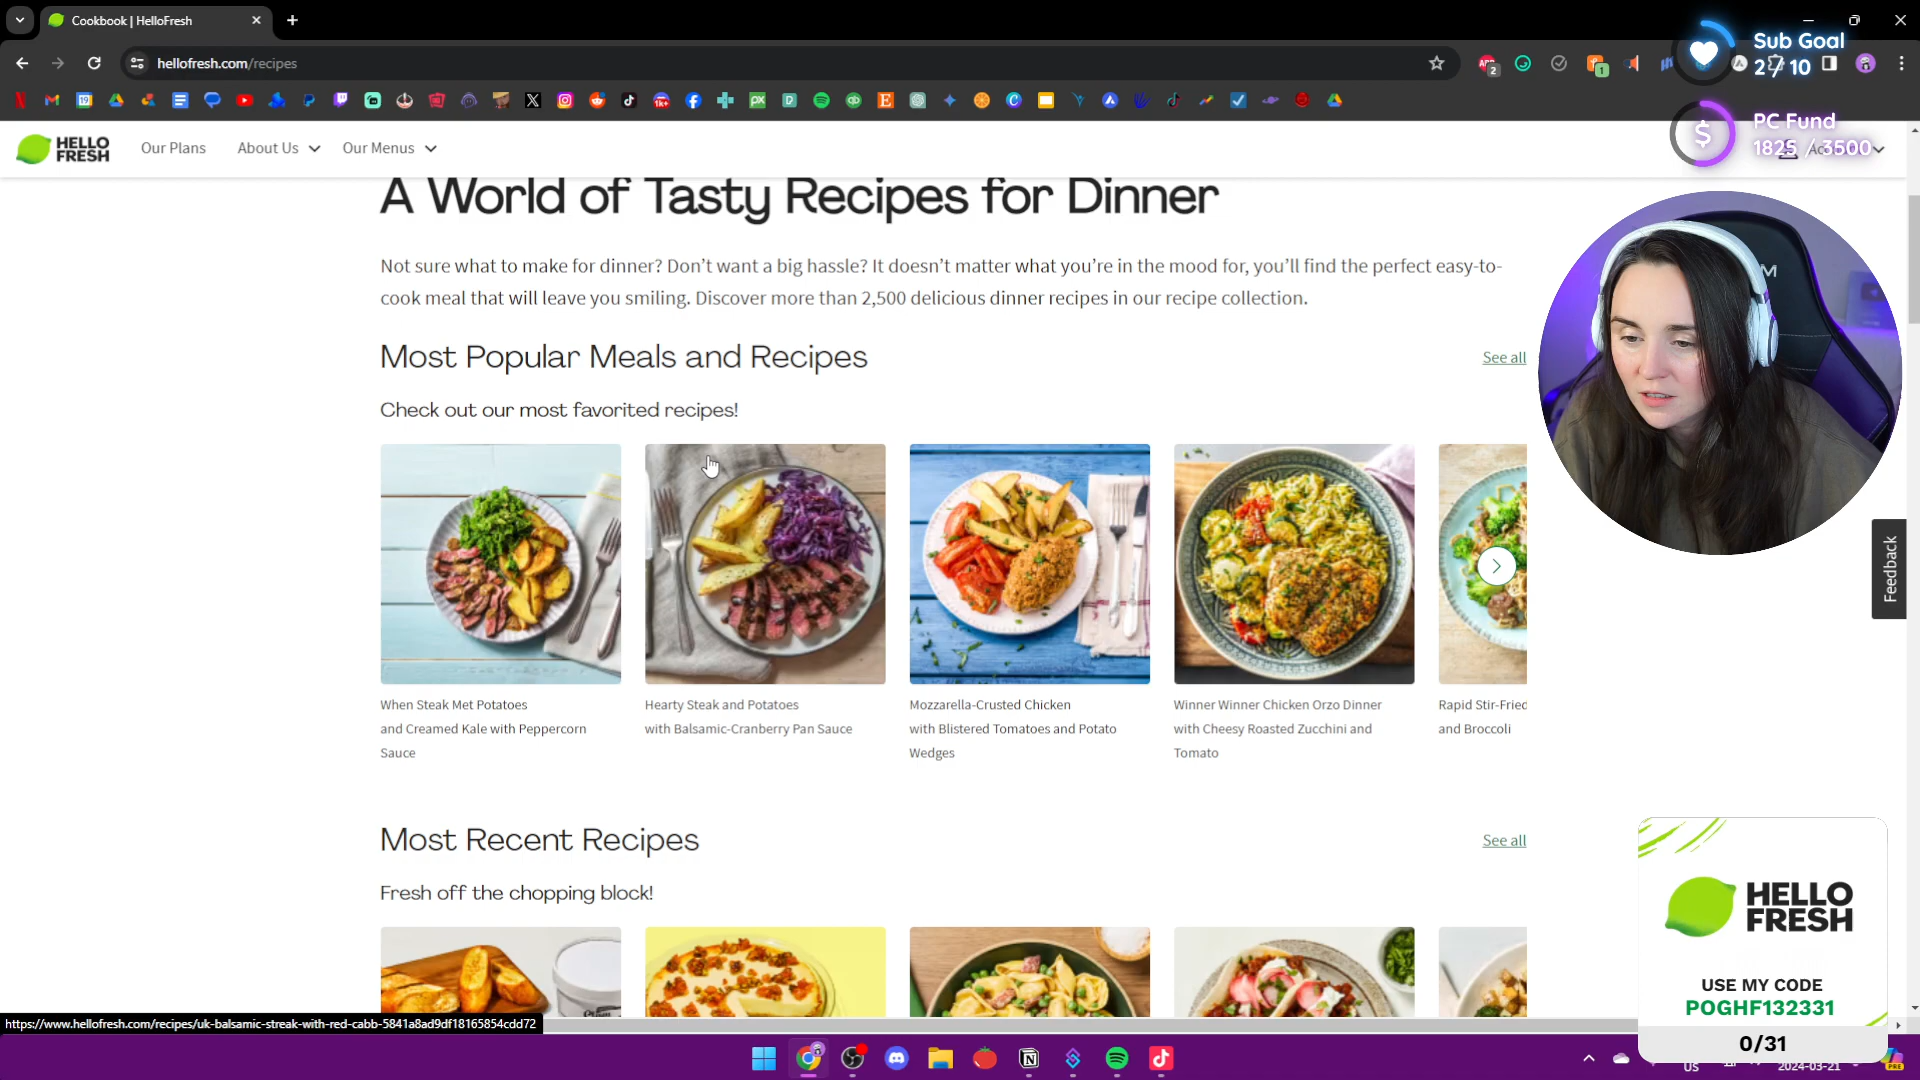 Cookbook | HelloFresh
Sub Goal
2 / 10
hellofresh.com/recipes
HELLO
FRESH
Our Plans
About Us
Our Menus
PC Fund
1825 / 3500
A World of Tasty Recipes for Dinner
Not sure what to make for dinner? Don't want a big hassle? It doesn't matter what you're in the mood for, you'll find the perfect easy-to-
cook meal that will leave you smiling. Discover more than 2,500 delicious dinner recipes in our recipe collection.
Most Popular Meals and Recipes
See all
Check out our most favorited recipes!
When Steak Met Potatoes
and Creamed Kale with Peppercorn
Sauce
Hearty Steak and Potatoes
with Balsamic-Cranberry Pan Sauce
Mozzarella-Crusted Chicken
with Blistered Tomatoes and Potato
Wedges
Winner Winner Chicken Orzo Dinner
with Cheesy Roasted Zucchini and
Tomato
Rapid Stir-Fried
and Broccoli
Feedback
Most Recent Recipes
See all
Fresh off the chopping block!
HELLO
FRESH
USE MY CODE
POGHF132331
0/31
https://www.hellofresh.com/recipes/uk-balsamic-streak-with-red-cabb-5841a8ad9df18165854cdd72
US
2024-03-21